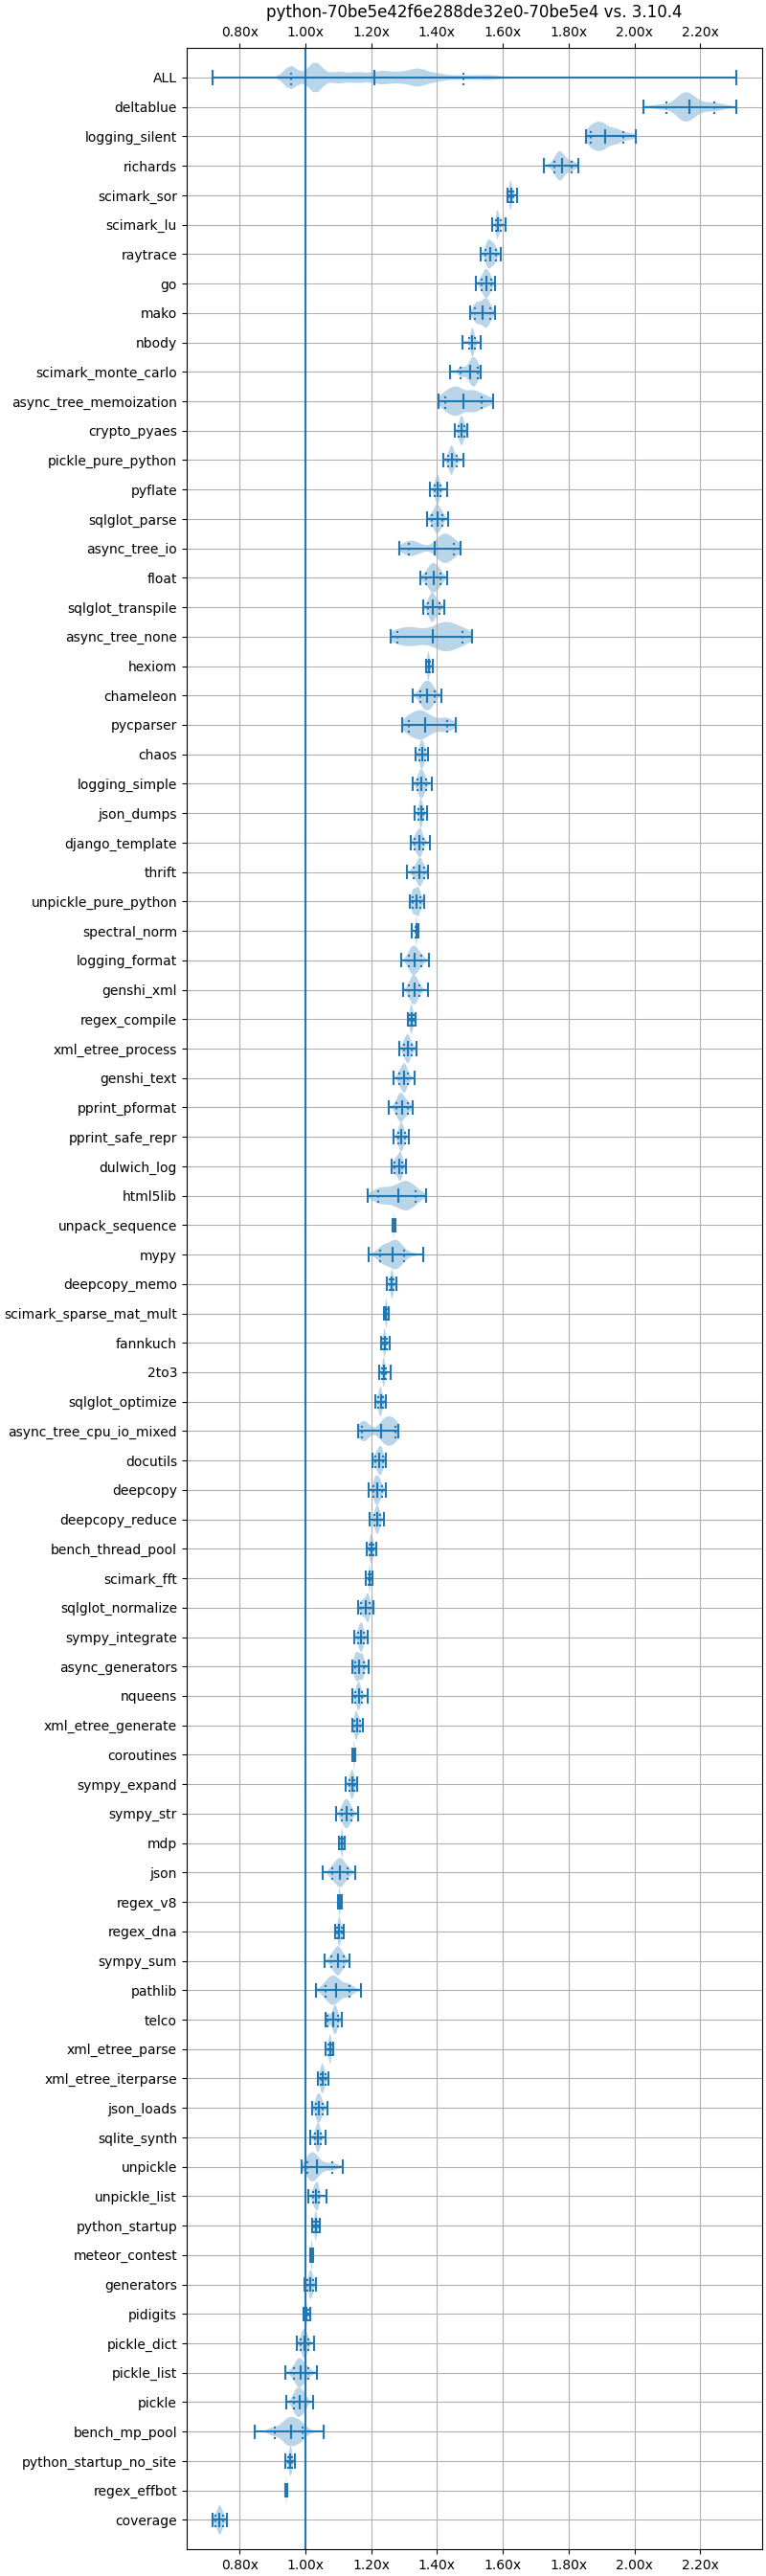 python-70be5e42f6e288de32e0-70be5e4 vs. 3.10.4
0.80x 1.00x 1.20x 1.40x 1.60x 1.80x 2.00x 2.20x
ALL
deltablue
logging_silent
richards
scimark_sor
scimark_lu
raytrace
go
mako
nbody
scimark_monte_carlo
async_tree_memoization
crypto_pyaes
pickle_pure_python
pyflate
sqlglot_parse
async_tree_io
float
sqlglot_transpile
async_tree_none
hexiom
chameleon
pycparser
chaos
logging_simple
json_dumps
django_template
thrift
unpickle_pure_python
spectral_norm
logging_format
genshi_xml
regex_compile
xml_etree_process
genshi_text
pprint_pformat
pprint_safe_repr
dulwich_log
html5lib
unpack_sequence
mypy
deepcopy_memo
scimark_sparse_mat_mult
fannkuch
2to3
sqlglot_optimize
async_tree_cpu_io_mixed
docutils
deepcopy
deepcopy_reduce
bench_thread_pool
scimark_fft
sqlglot_normalize
sympy_integrate
async_generators
nqueens
xml_etree_generate
coroutines
sympy_expand
sympy_str
mdp
json
regex_v8
regex_dna
sympy_sum
pathlib
telco
xml_etree_parse
xml_etree_iterparse
json_loads
sqlite_synth
unpickle
unpickle_list
python_startup
meteor_contest
generators
pidigits
pickle_dict
pickle_list
pickle
bench_mp_pool
python_startup_no_site
regex_effbot
coverage
0.80x 1.00x 1.20x 1.40x 1.60x 1.80x 2.00x 2.20x